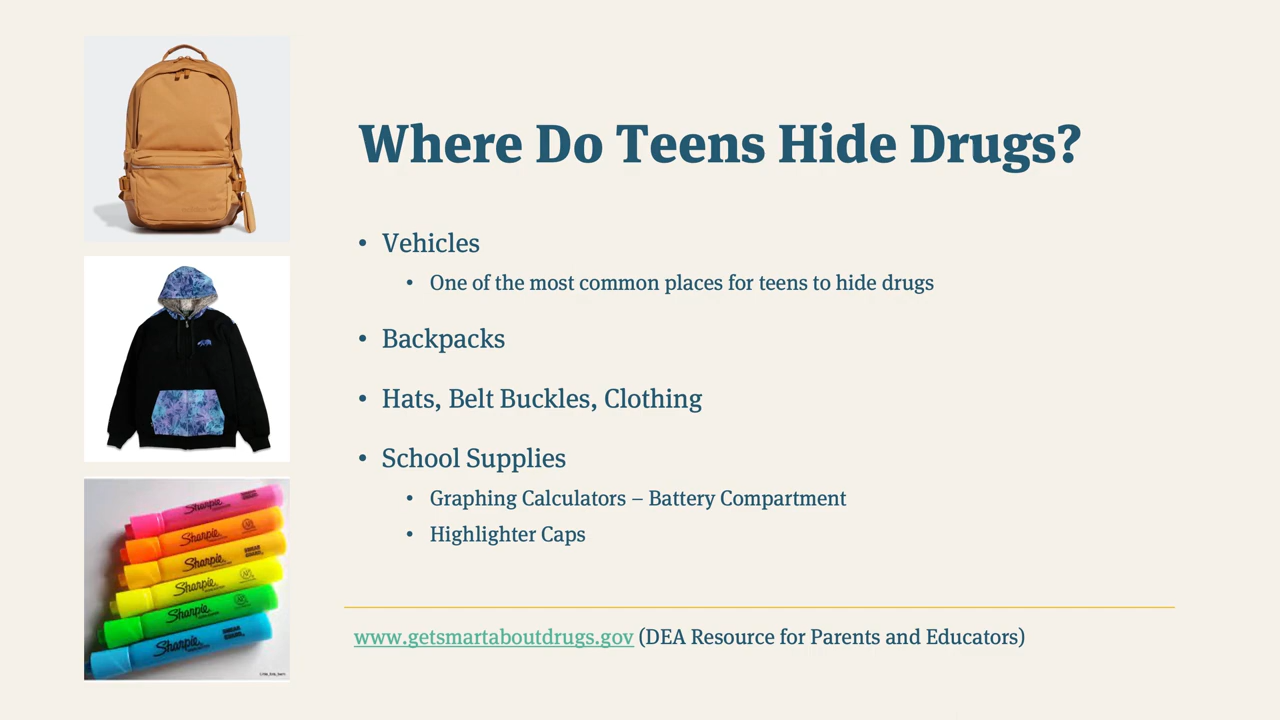 Where Do Teens Hide Drugs?
• Vehicles
• One of the most common places for teens to hide drugs
• Backpacks
• Hats, Belt Buckles, Clothing
• School Supplies
• Graphing Calculators – Battery Compartment
• Highlighter Caps
www.getsmartaboutdrugs.gov (DEA Resource for Parents and Educators)
Sharpie
Sharpie
Sharpie
Sharpie
Sharpie
Sharpie